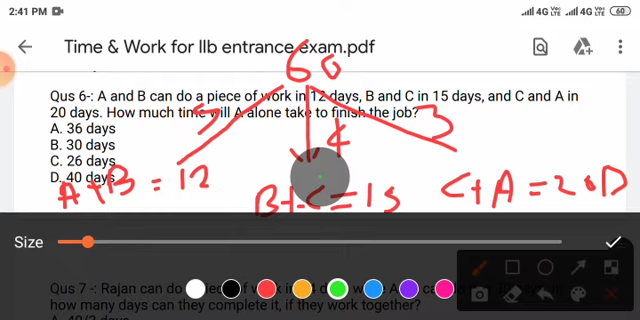 2:41 PM 4G 4G 60
Time & Work for IIb entrance exam.pdf
60
Qus 6-: A and B can do a piece of work in 12 days, B and C in 15 days, and C and A in
20 days. How much time will A alone take to finish the job?
5 4 3
A. 36 days
B. 30 days
C. 26 days
D. 40 days
A+B = 12 B+C = 15 C+A = 20 D
Size
Qus 7 -: Rajan can do a
how many days can they complete it, if they work together?